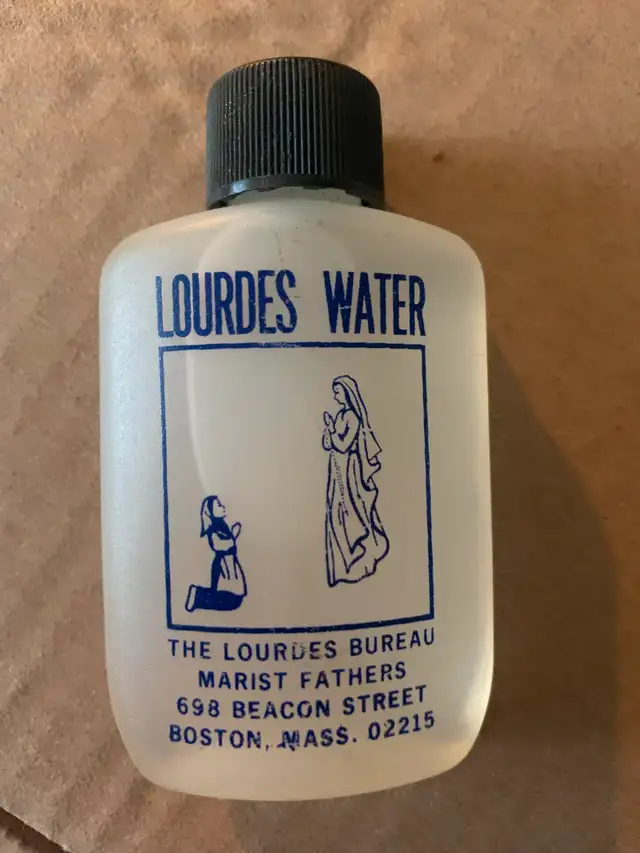 LOURDES WATER
THE LOURDES BUREAU
MARIST FATHERS
698 BEACON STREET
BOSTON, MASS. 02215